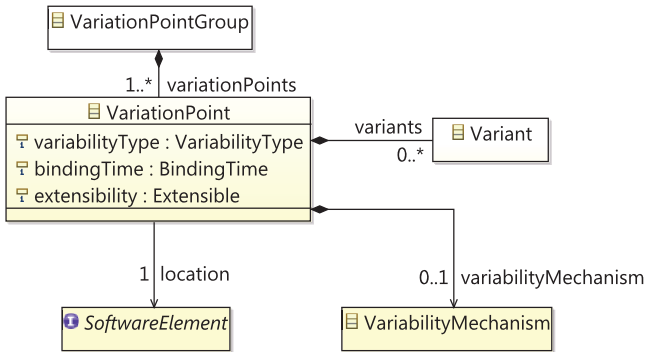 VariationPointGroup
1..* variationPoints
VariationPoint
variabilityType : VariabilityType
bindingTime : BindingTime
extensibility : Extensible
variants
0..*
Variant
1 location
0..1 variabilityMechanism
SoftwareElement
VariabilityMechanism